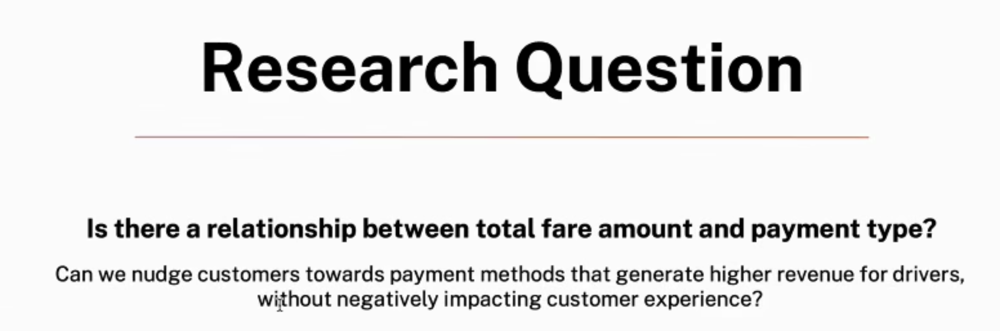 Research Question
Is there a relationship between total fare amount and payment type?
Can we nudge customers towards payment methods that generate higher revenue for drivers,
without negatively impacting customer experience?